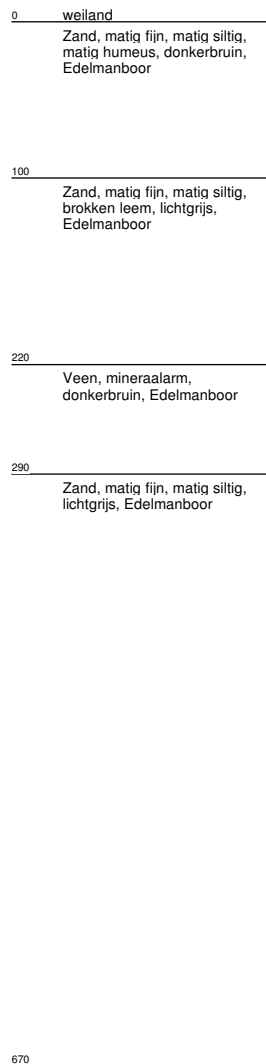 0 weiland
Zand, matig fijn, matig siltig,
matig humeus, donkerbruin,
Edelmanboor
100
Zand, matig fijn, matig siltig,
brokken leem, lichtgrijs,
Edelmanboor
220
Veen, mineraalarm,
donkerbruin, Edelmanboor
290
Zand, matig fijn, matig siltig,
lichtgrijs, Edelmanboor
670